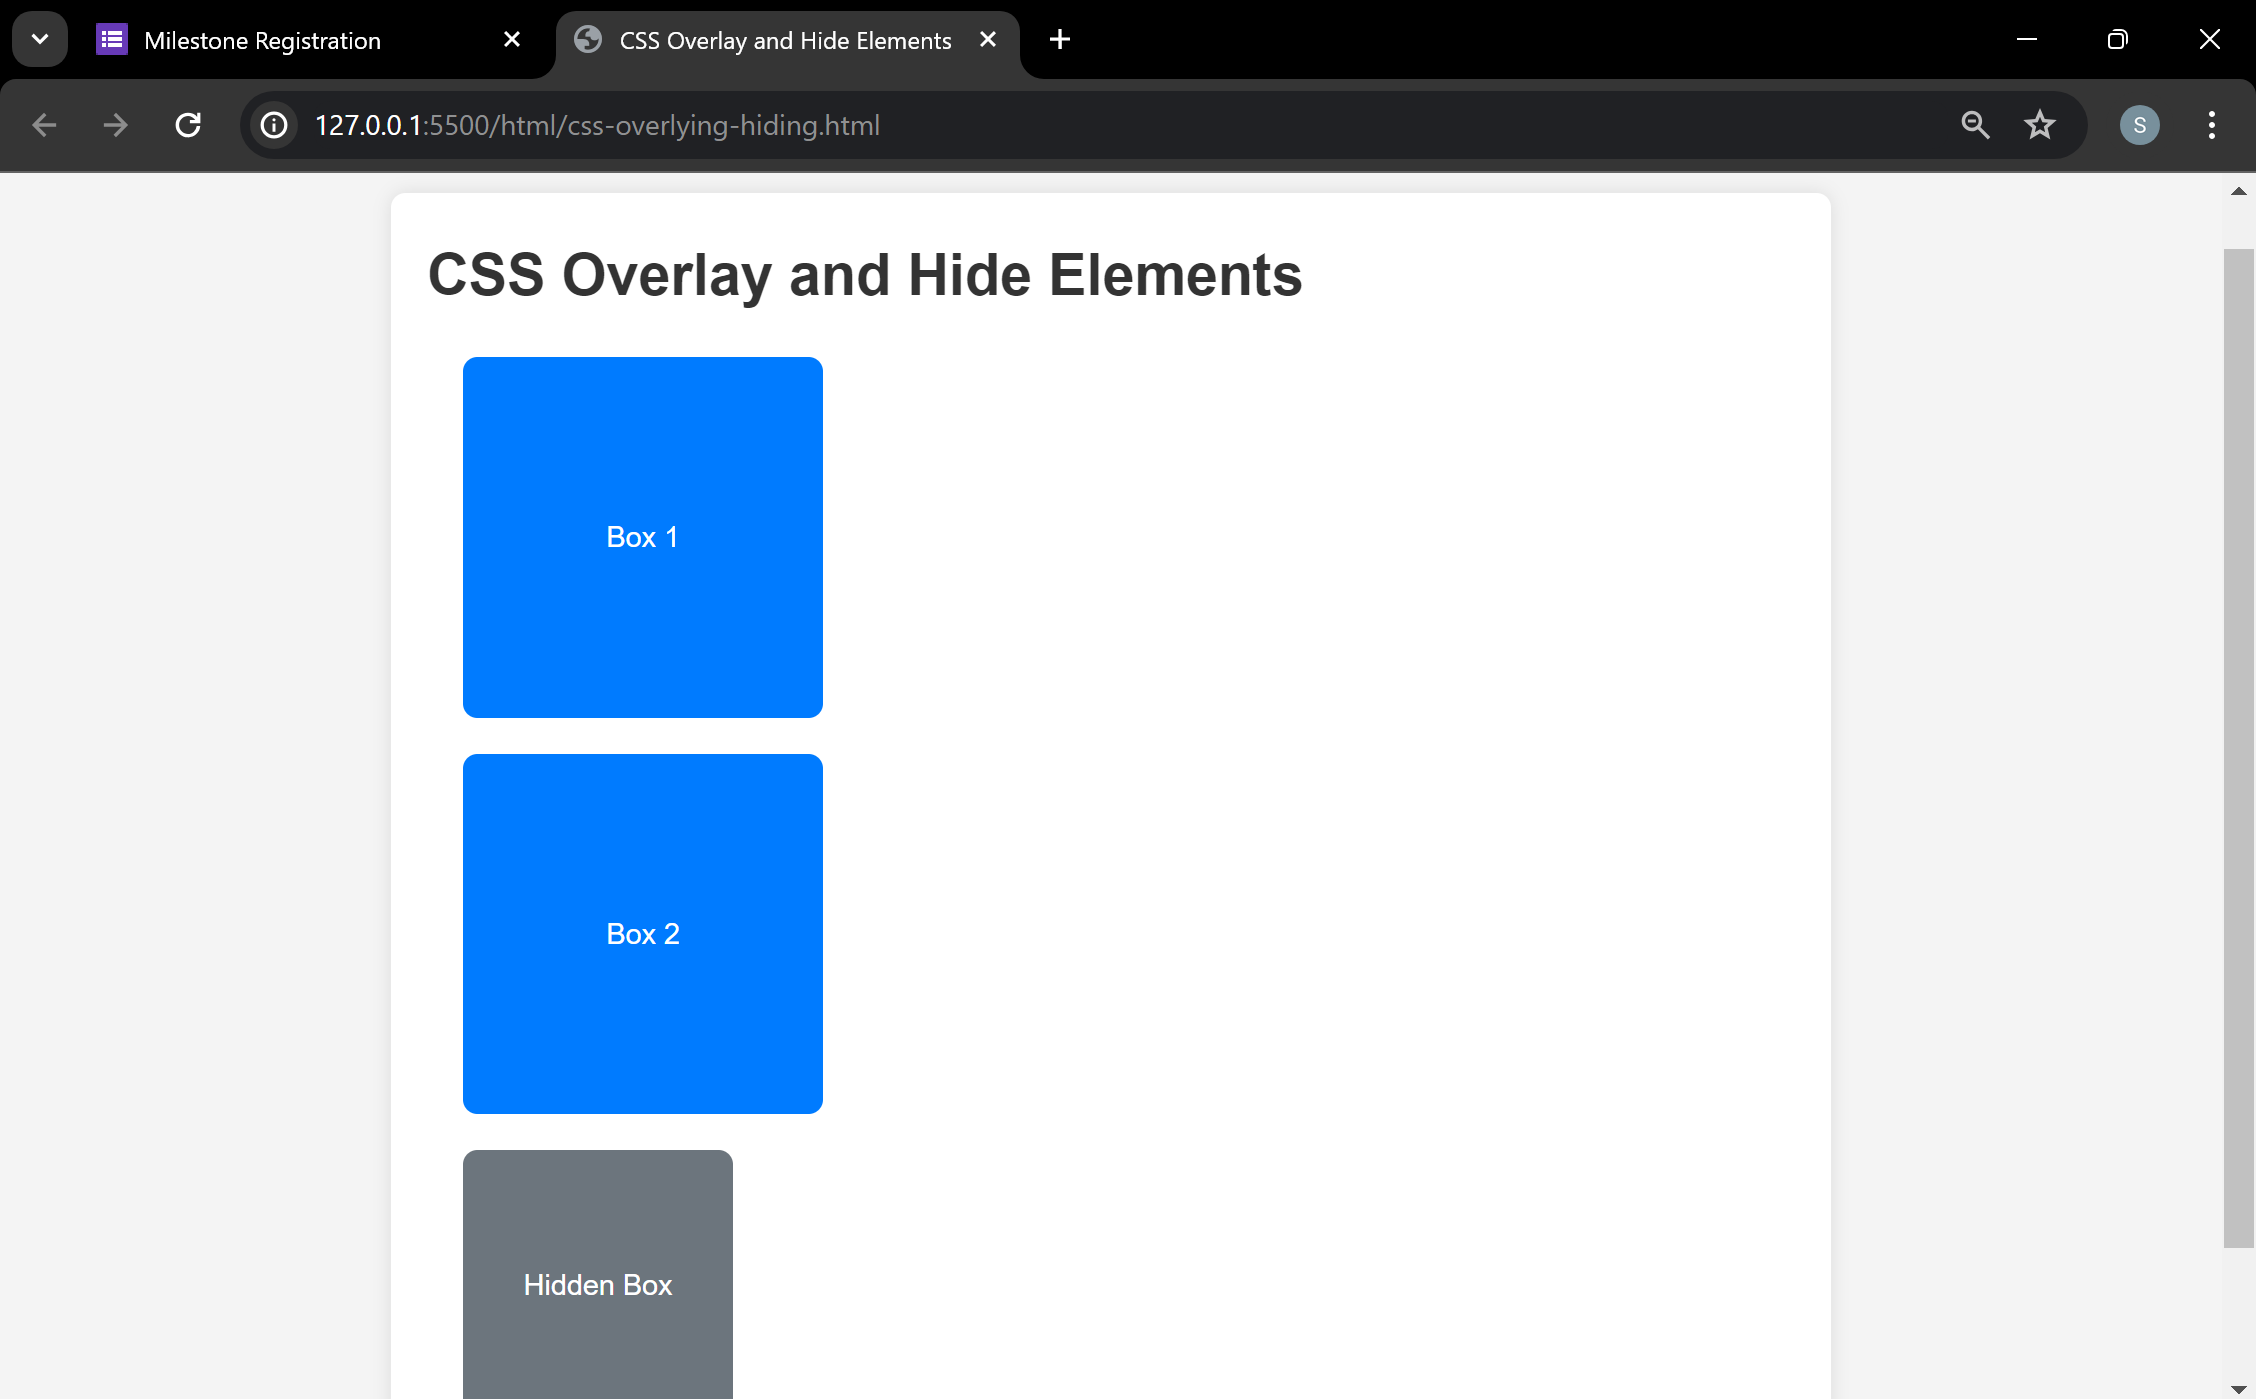 Milestone Registration
CSS Overlay and Hide Elements
127.0.0.1:5500/html/css-overlying-hiding.html
S
CSS Overlay and Hide Elements
Box 1
Box 2
Hidden Box